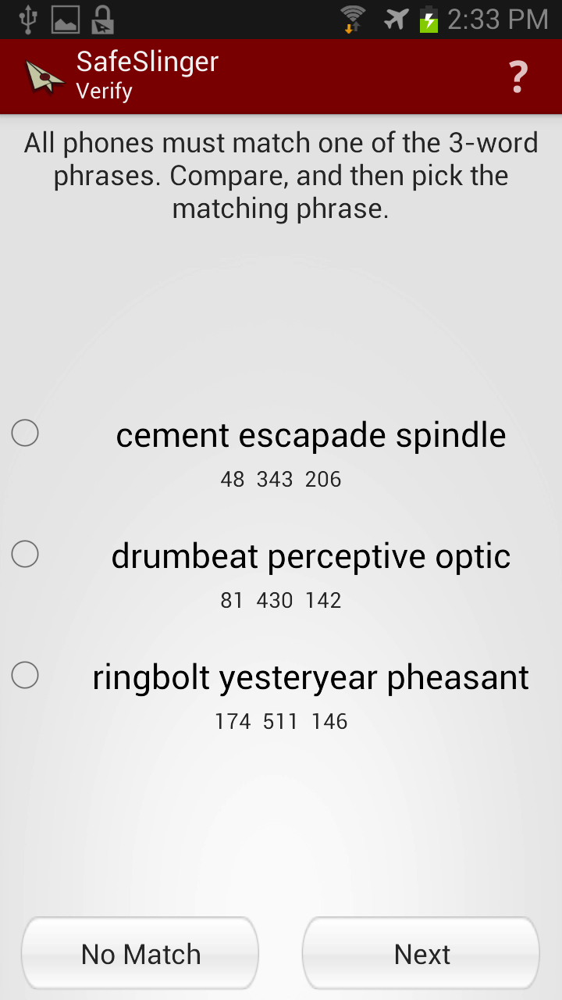 2:33 PM
SafeSlinger
Verify
?
All phones must match one of the 3-word
phrases. Compare, and then pick the
matching phrase.
cement escapade spindle
48 343 206
drumbeat perceptive optic
81 430 142
ringbolt yesteryear pheasant
174 511 146
No Match
Next